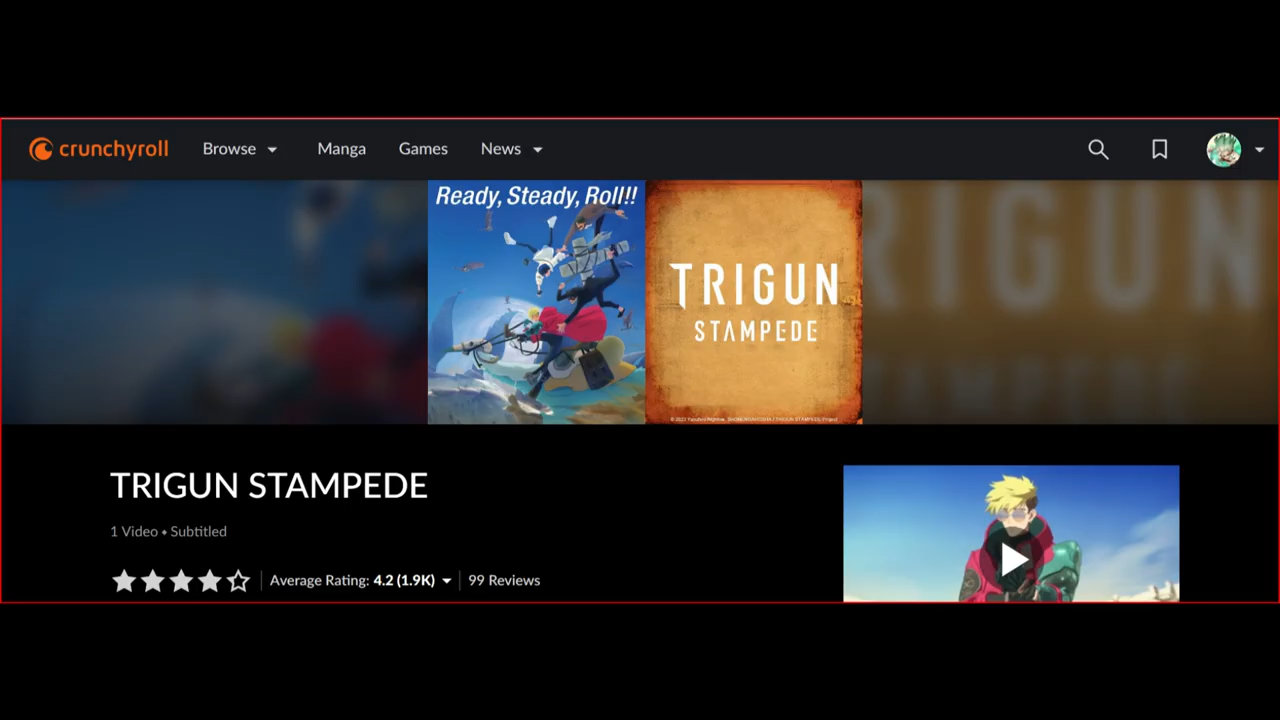 crunchyroll Browse Manga Games News
Ready, Steady, Roll!!
TRIGUN
STAMPEDE
RIGUN
TRIGUN STAMPEDE
1 Video • Subtitled
Average Rating: 4.2 (1.9K) 99 Reviews